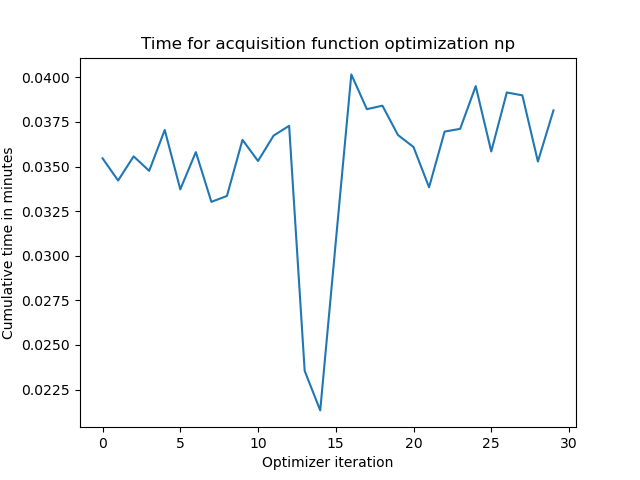 Time for acquisition function optimization np
0.0400
0.0375
0.0350
0.0325
0.0300
0.0275
0.0250
0.0225
Cumulative time in minutes
0 5 10 15 20 25 30
Optimizer iteration